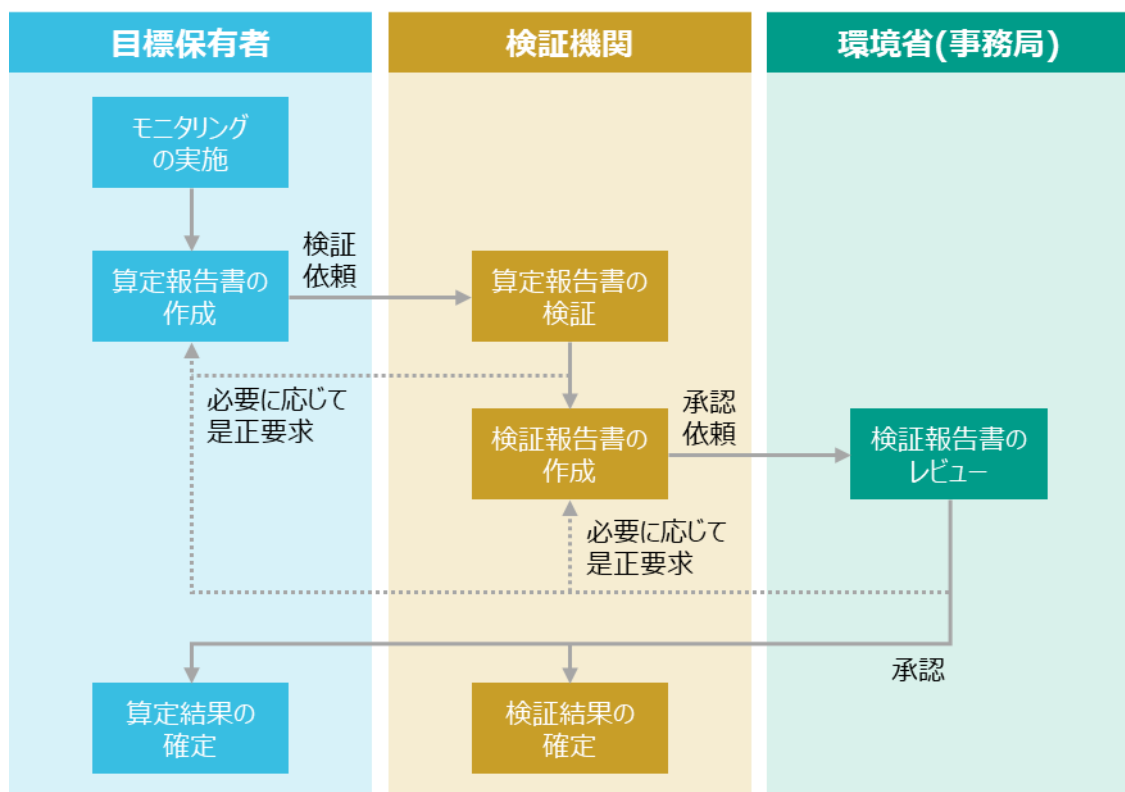 目標保有者
検証機関
環境省(事務局)
モニタリング
の実施
検証
依頼
算定報告書の
作成
算定報告書の
検証
必要に応じて
是正要求
承認
依頼
検証報告書の
作成
検証報告書の
レビュー
必要に応じて
是正要求
承認
算定結果の
確定
検証結果の
確定